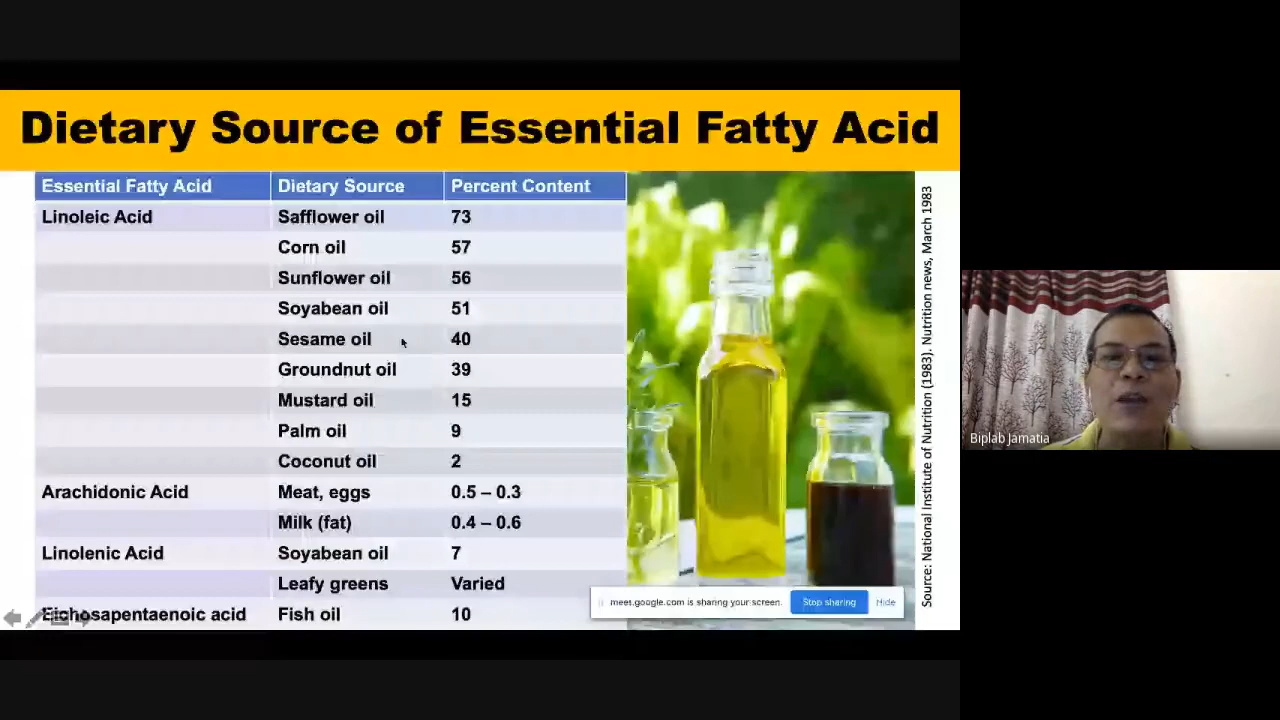 Dietary Source of Essential Fatty Acid
Essential Fatty Acid Dietary Source Percent Content
Linoleic Acid Safflower oil 73
Corn oil 57
Sunflower oil 56
Soyabean oil 51
Sesame oil 40
Groundnut oil 39
Mustard oil 15
Palm oil 9
Coconut oil 2
Arachidonic Acid Meat, eggs 0.5 – 0.3
Milk (fat) 0.4 – 0.6
Linolenic Acid Soyabean oil 7
Leafy greens Varied
Eichosapentaenoic acid Fish oil 10
Source: National Institute of Nutrition (1983). Nutrition news, March 1983
meet.google.com is sharing your screen. Stop sharing Hide
Biplab Jamatia